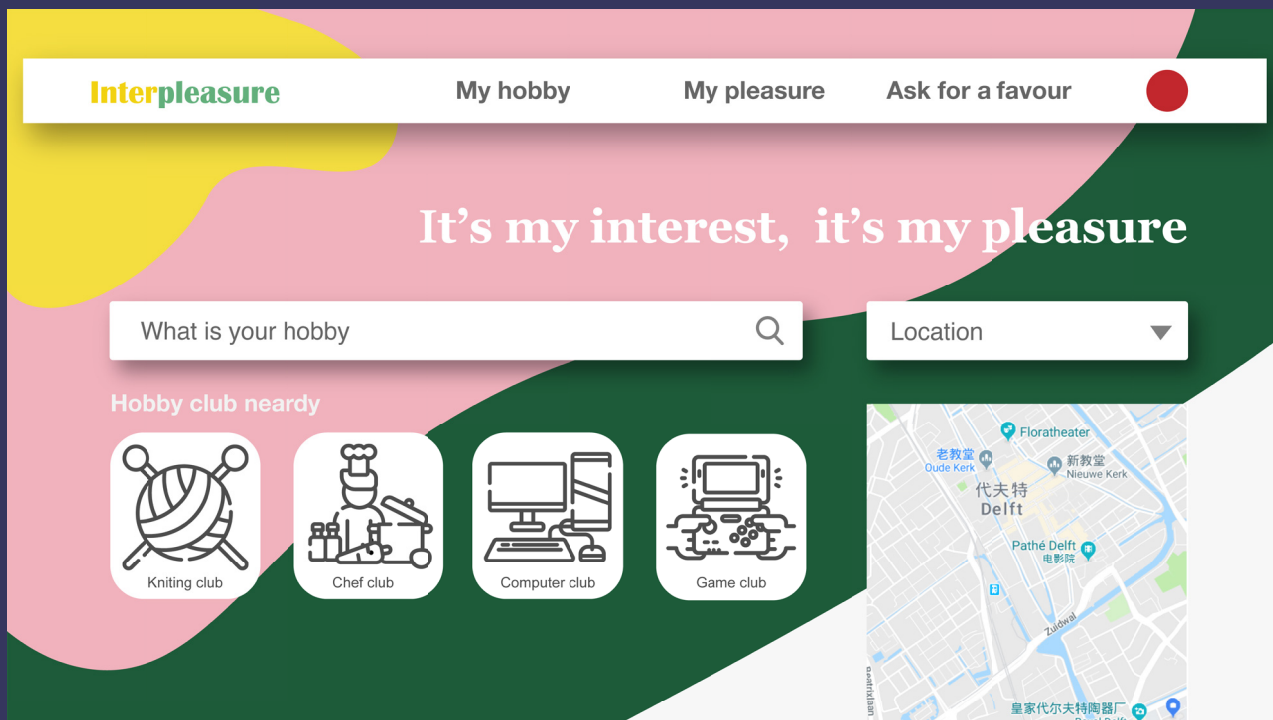 Interpleasure
My hobby
My pleasure
Ask for a favour
It's my interest, it's my pleasure
What is your hobby
Location
Hobby club neardy
Kniting club
Chef club
Computer club
Game club
Floratheater
老教堂
Oude Kerk
新教堂
Nieuwe Kerk
代夫特
Delft
Pathé Delft
电影院
Zuidwal
Beatrixlaan
皇家代尔夫特陶器厂